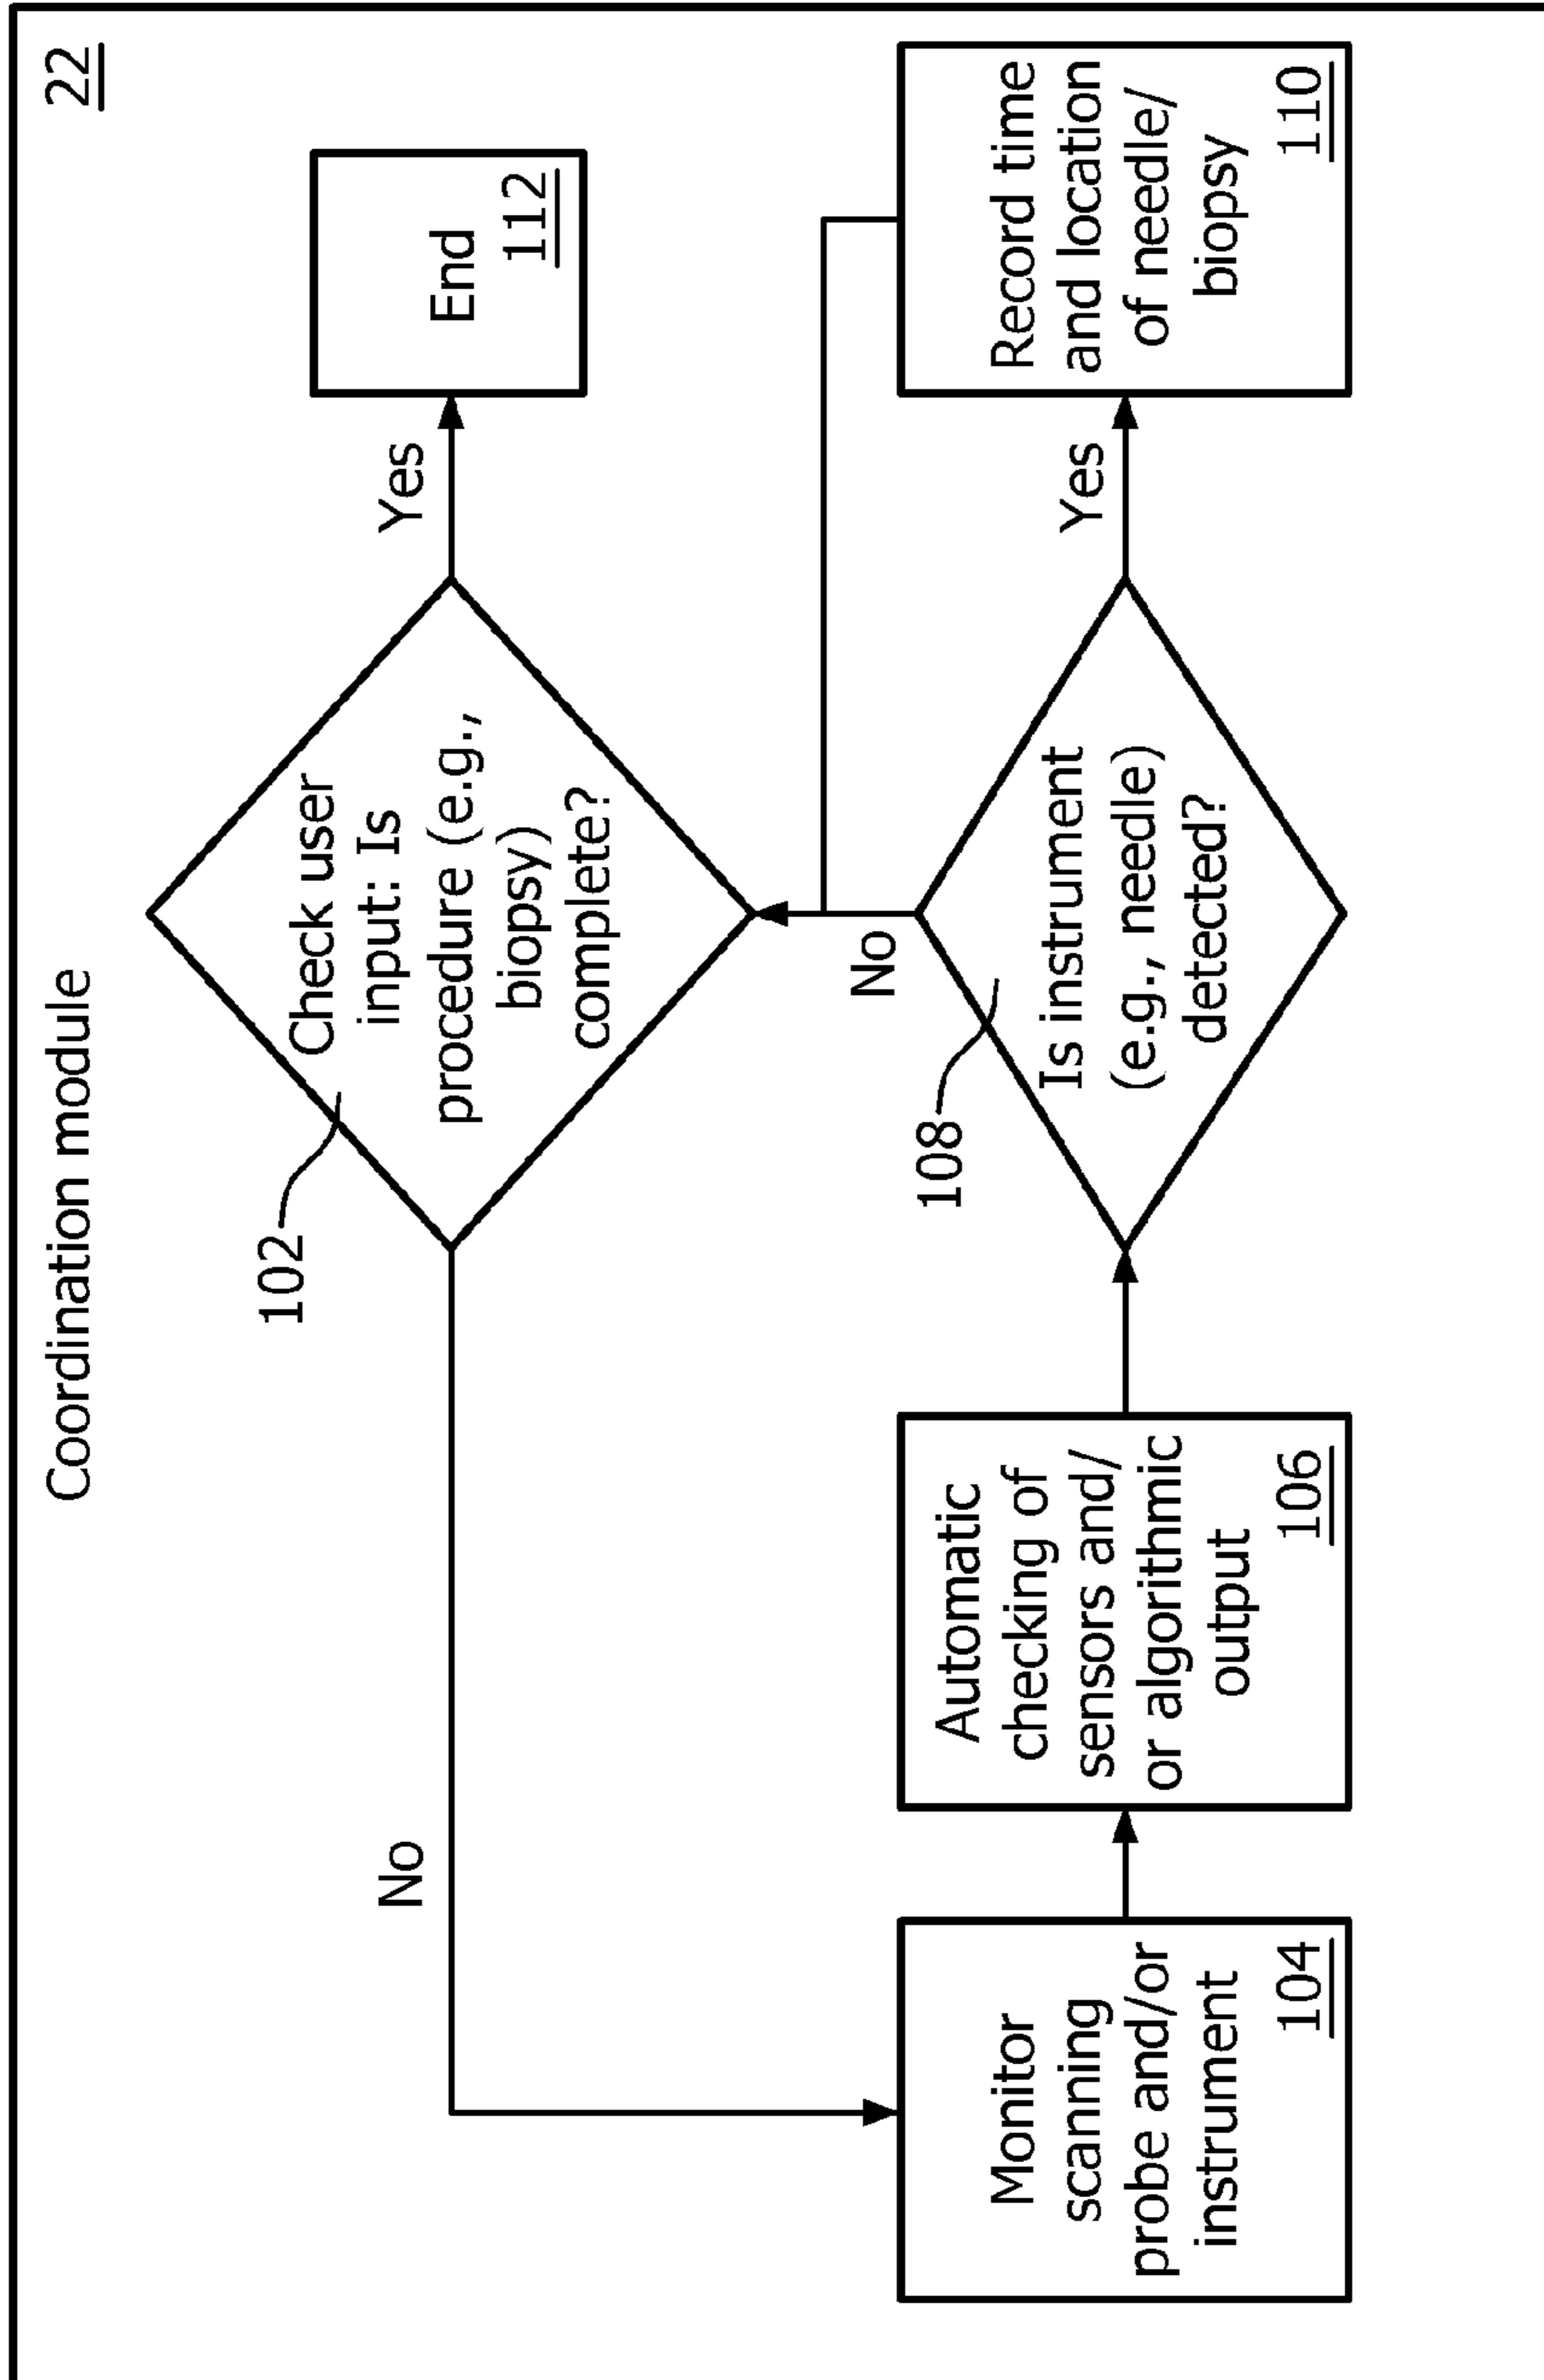 Coordination module
22
102
Check user
input: Is
procedure (e.g.,
biopsy)
complete?
Yes
End
112
No
Monitor
scanning
probe and/or
instrument
104
Automatic
checking of
sensors and/
or algorithmic
output
106
108
No
Is instrument
(e.g., needle)
detected?
Yes
Record time
and location
of needle/
biopsy
110